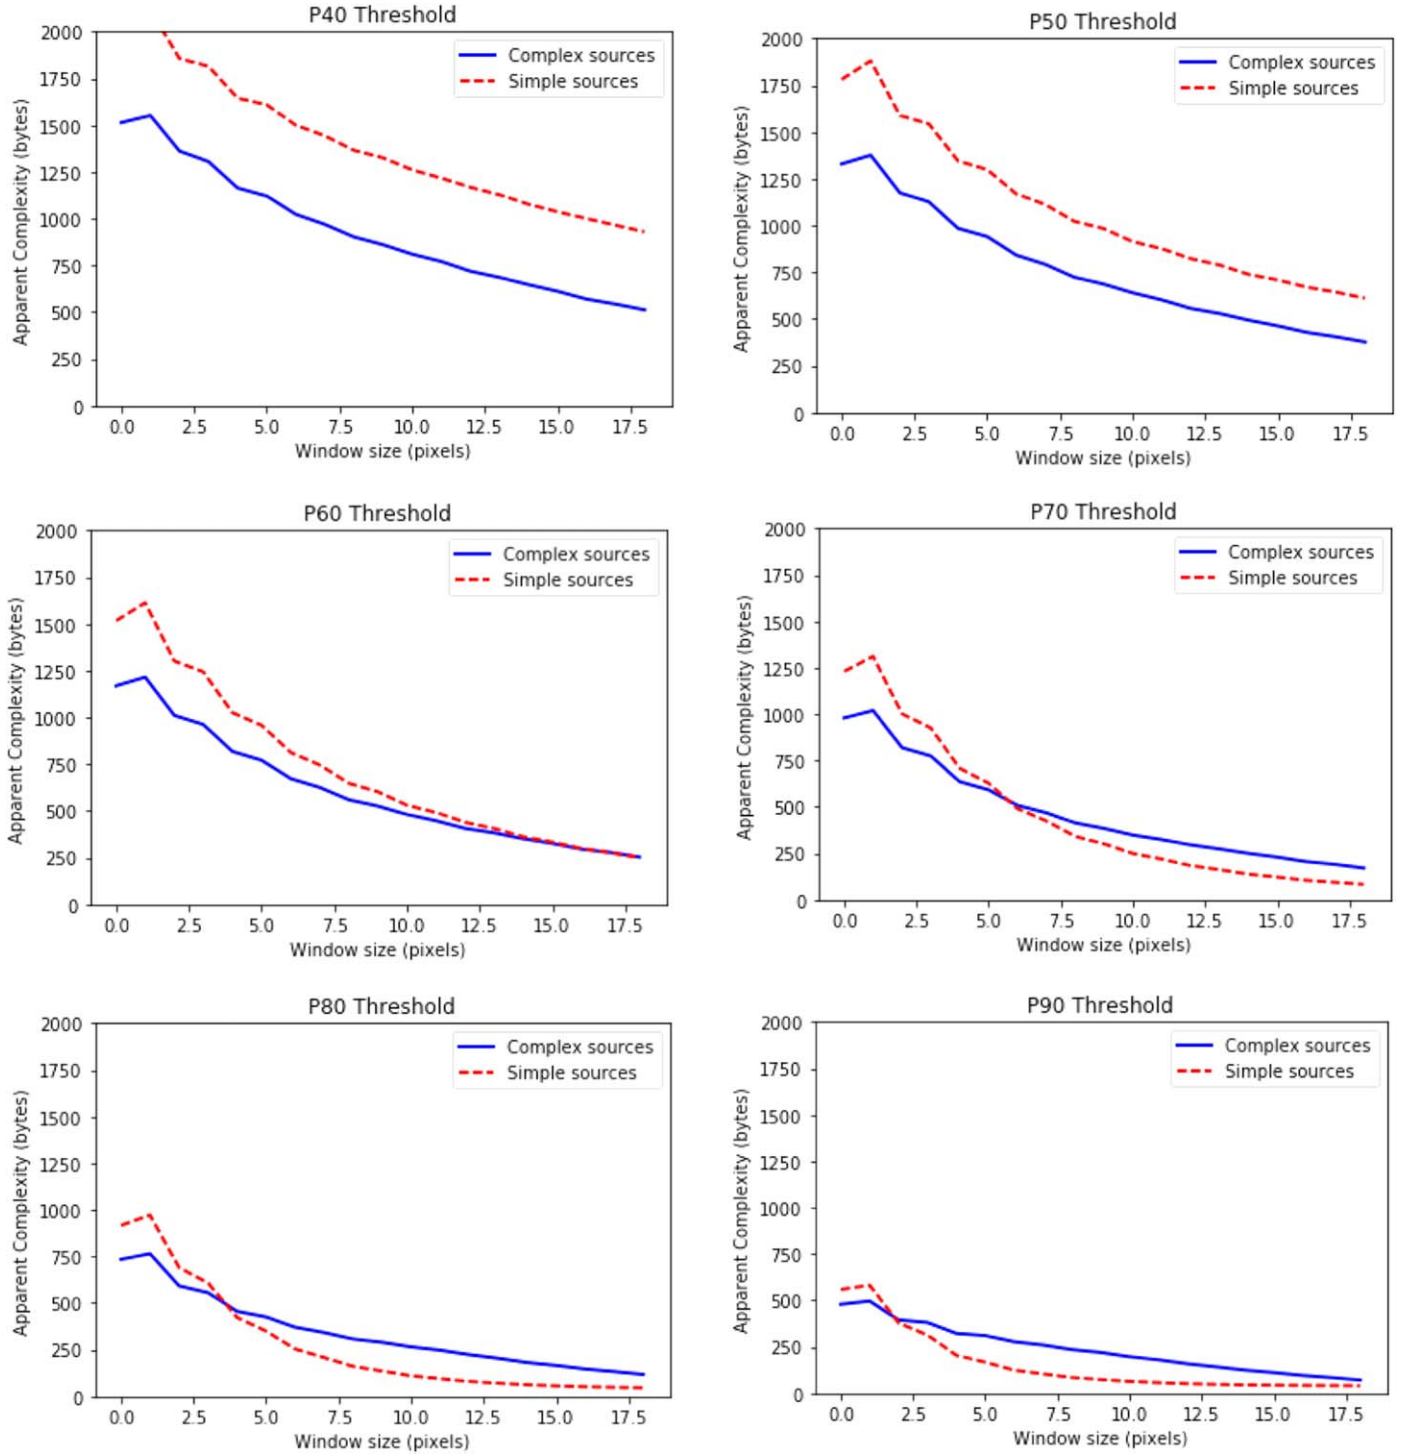 P40 Threshold
2000
1750
1500
1250
1000
750
500
250
0
Apparent Complexity (bytes)
Complex sources
Simple sources
0.0 2.5 5.0 7.5 10.0 12.5 15.0 17.5
Window size (pixels)
P50 Threshold
2000
1750
1500
1250
1000
750
500
250
0
Apparent Complexity (bytes)
Complex sources
Simple sources
0.0 2.5 5.0 7.5 10.0 12.5 15.0 17.5
Window size (pixels)
P60 Threshold
2000
1750
1500
1250
1000
750
500
250
0
Apparent Complexity (bytes)
Complex sources
Simple sources
0.0 2.5 5.0 7.5 10.0 12.5 15.0 17.5
Window size (pixels)
P70 Threshold
2000
1750
1500
1250
1000
750
500
250
0
Apparent Complexity (bytes)
Complex sources
Simple sources
0.0 2.5 5.0 7.5 10.0 12.5 15.0 17.5
Window size (pixels)
P80 Threshold
2000
1750
1500
1250
1000
750
500
250
0
Apparent Complexity (bytes)
Complex sources
Simple sources
0.0 2.5 5.0 7.5 10.0 12.5 15.0 17.5
Window size (pixels)
P90 Threshold
2000
1750
1500
1250
1000
750
500
250
0
Apparent Complexity (bytes)
Complex sources
Simple sources
0.0 2.5 5.0 7.5 10.0 12.5 15.0 17.5
Window size (pixels)